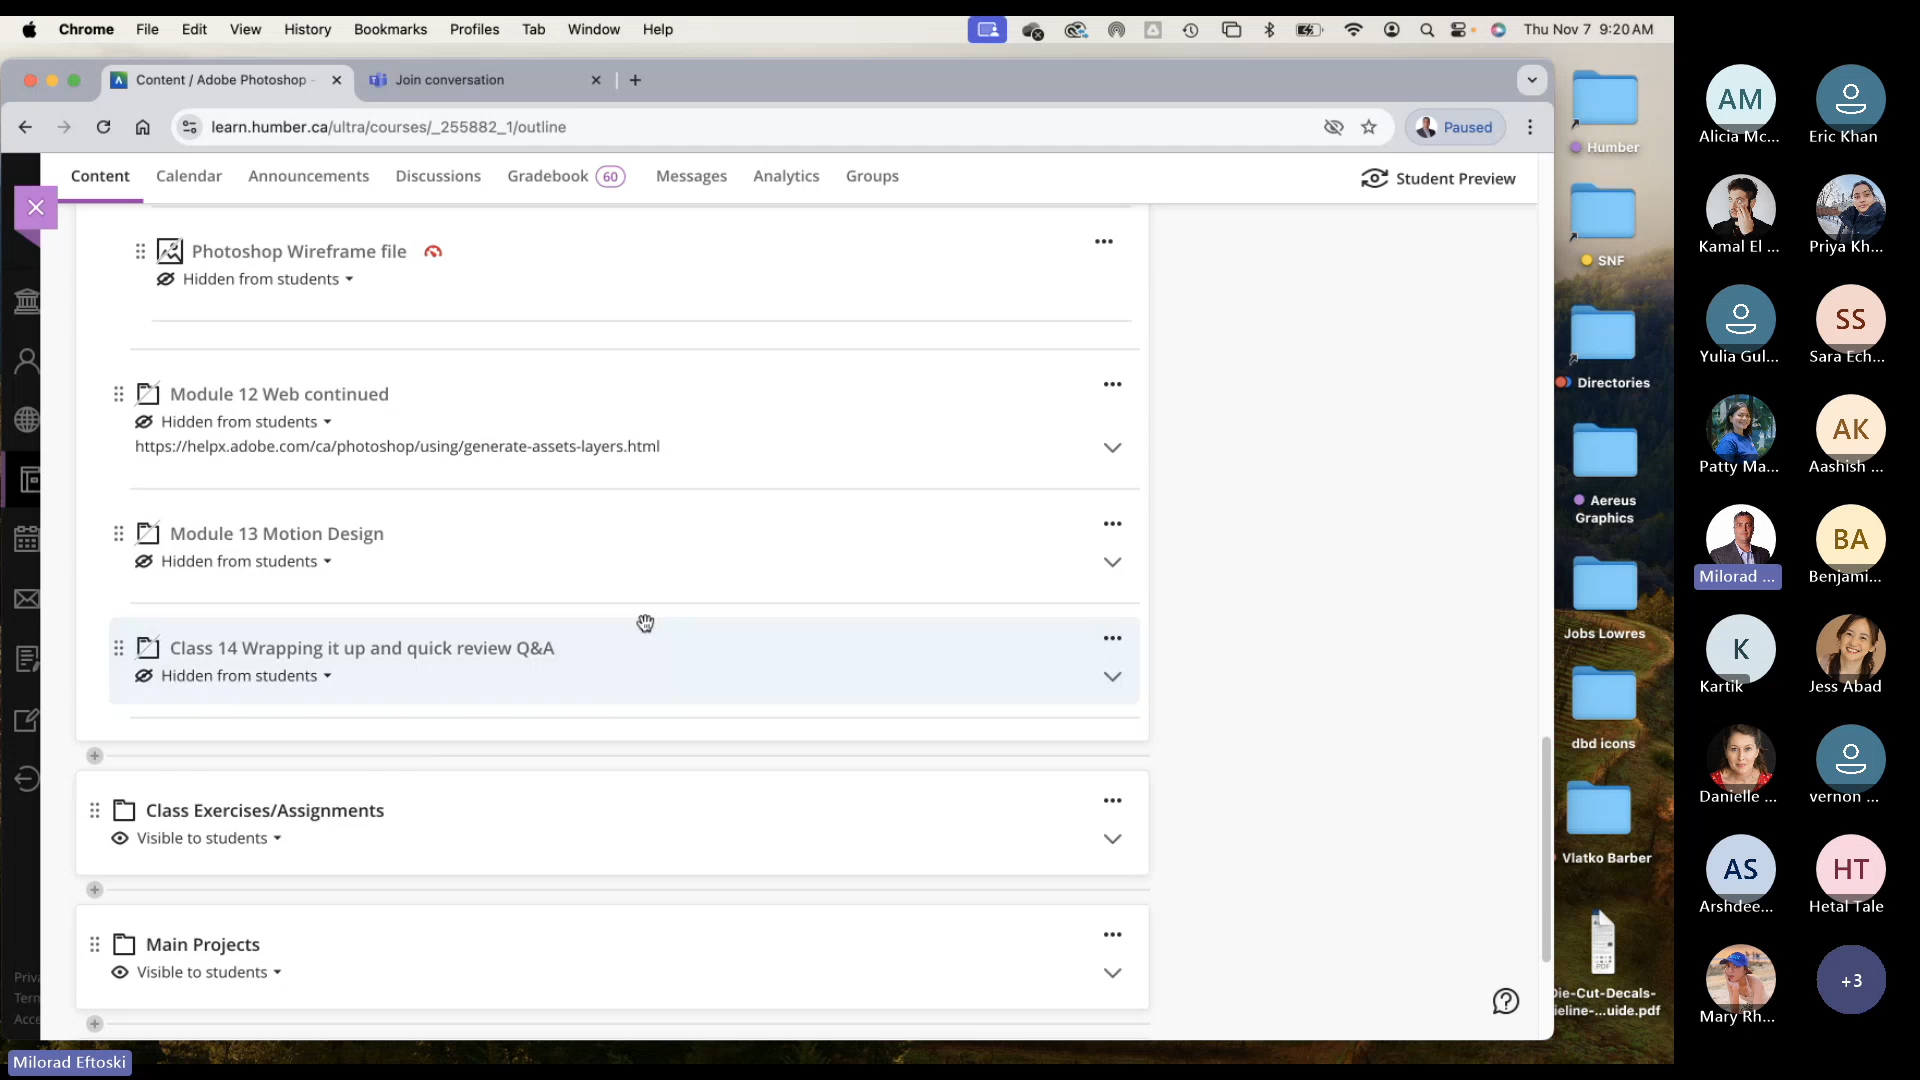 Chrome File Edit View History Bookmarks Profiles Tab Window Help Thu Nov 7 9:20 AM
Content / Adobe Photoshop - Join conversation
learn.humber.ca/ultra/courses/_255882_1/outline Paused
Content Calendar Announcements Discussions Gradebook 60 Messages Analytics Groups Student Preview
Photoshop Wireframe file
Hidden from students
Module 12 Web continued
Hidden from students
https://helpx.adobe.com/ca/photoshop/using/generate-assets-layers.html
Module 13 Motion Design
Hidden from students
Class 14 Wrapping it up and quick review Q&A
Hidden from students
Class Exercises/Assignments
Visible to students
Main Projects
Visible to students
Priva
Term
Acce
Humber
SNF
Directories
Aereus
Graphics
Jobs Lowres
dbd icons
Vlatko Barber
PDF
Die-Cut-Decals-
ieline-...uide.pdf
AM
Alicia Mc... Eric Khan
Kamal El ... Priya Kh...
SS
Yulia Gul... Sara Ech...
AK
Patty Ma... Aashish ...
BA
Milorad ... Benjami...
K
Kartik Jess Abad
Danielle ... vernon ...
AS HT
Arshdee... Hetal Tale
+3
Mary Rh...
Milorad Eftoski